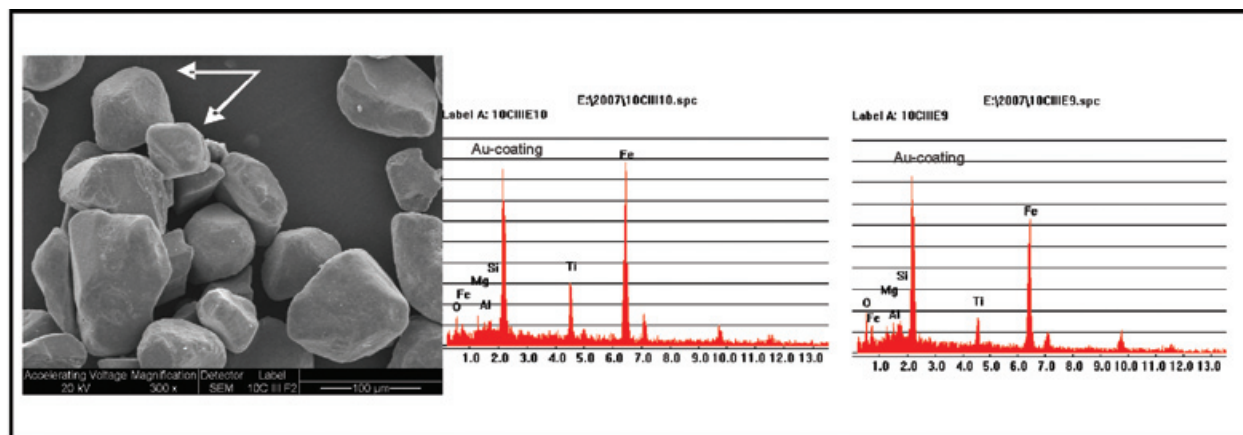 Accelerating Voltage Magnification Detector Label
20 kV 300 x SEM 10C III F2 100 µm
E:\2007\10CIII10.spc
Label A: 10CIIIE10
Au-coating
Fe
Si
Ti
Mg
Fe
O
Al
1.0 2.0 3.0 4.0 5.0 6.0 7.0 8.0 9.0 10.0 11.0 12.0 13.0
E:\2007\10CIIIE9.spc
Label A: 10CIIIE9
Au-coating
Fe
Si
Mg
O
Ti
Fe
Al
1.0 2.0 3.0 4.0 5.0 6.0 7.0 8.0 9.0 10.0 11.0 12.0 13.0